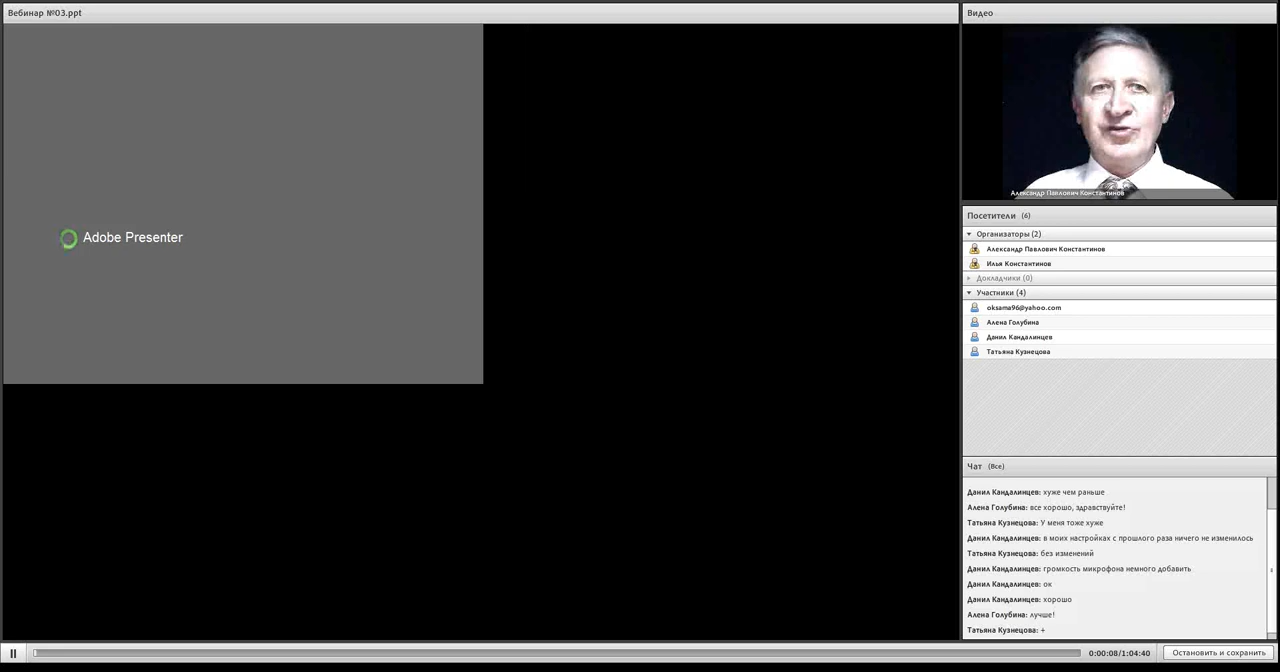 Вебинар №03.ppt
Adobe Presenter
Видео
Александр Павлович Константинов
Посетители (6)
Организаторы (2)
Александр Павлович Константинов
Илья Константинов
Докладчики (0)
Участники (4)
oksama96@yahoo.com
Алена Голубина
Данил Кандалинцев
Татьяна Кузнецова
Чат (Все)
Данил Кандалинцев: хуже чем раньше
Алена Голубина: все хорошо, здравствуйте!
Татьяна Кузнецова: У меня тоже хуже
Данил Кандалинцев: в моих настройках с прошлого раза ничего не изменилось
Татьяна Кузнецова: без изменений
Данил Кандалинцев: громкость микрофона немного добавить
Данил Кандалинцев: ок
Данил Кандалинцев: хорошо
Алена Голубина: лучше!
Татьяна Кузнецова: +
0:00:08/1:04:40
Остановить и сохранить